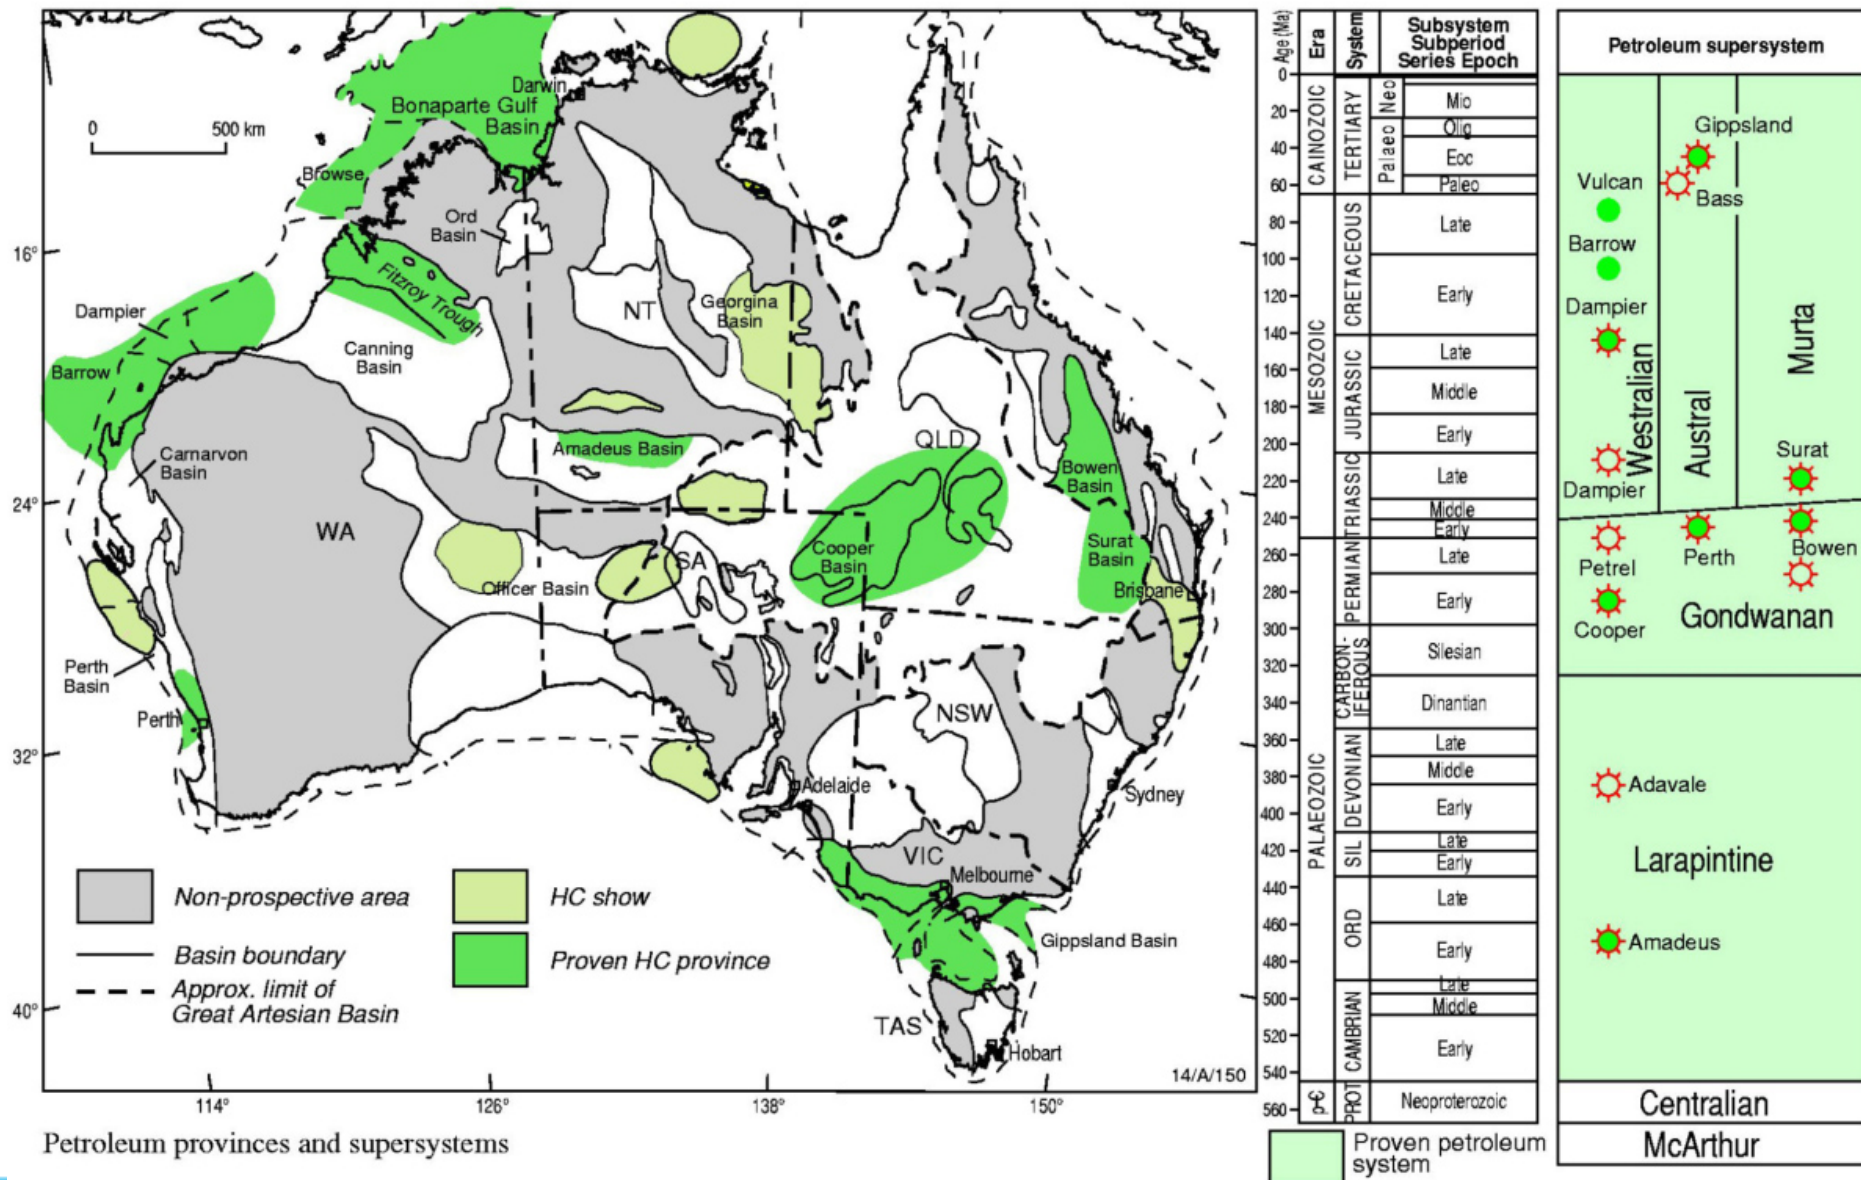 Darwin
Bonaparte Gulf
Basin
0 500 km
Browse
Ord
Basin
16°
Fitzroy Trough
NT
Georgina
Basin
Dampier
Canning
Basin
Barrow
QLD
Amadeus Basin
Carnarvon
Basin
Bowen
Basin
24°
WA
Cooper
Basin
Surat
Basin
SA
Officer Basin
Brisbane
Perth
Basin
Perth
NSW
32°
Adelaide
Sydney
VIC
Melbourne
Gippsland Basin
Non-prospective area
HC show
Basin boundary
Proven HC province
Approx. limit of
Great Artesian Basin
40°
TAS
Hobart
14/A/150
114° 126° 138° 150°
Petroleum provinces and supersystems
Age (Ma)
Era
System
Subsystem
Subperiod
Series Epoch
Petroleum supersystem
0
20
40
60
80
100
120
140
160
180
200
220
240
260
280
300
320
340
360
380
400
420
440
460
480
500
520
540
560
CAINOZOIC
MESOZOIC
PALAEOZOIC
pЄ
TERTIARY
CRETACEOUS
JURASSIC
TRIASSIC
PERMIAN
CARBON-
IFEROUS
DEVONIAN
SIL
ORD
CAMBRIAN
PROT
Neo
Palaeo
Mio
Olig
Eoc
Paleo
Late
Early
Late
Middle
Early
Late
Middle
Early
Late
Early
Silesian
Dinantian
Late
Middle
Early
Late
Early
Late
Early
Late
Middle
Early
Neoproterozoic
Gippsland
Vulcan
Bass
Barrow
Dampier
Westralian
Austral
Murta
Surat
Dampier
Petrel
Perth
Bowen
Cooper
Gondwanan
Adavale
Larapintine
Amadeus
Centralian
McArthur
Proven petroleum
system